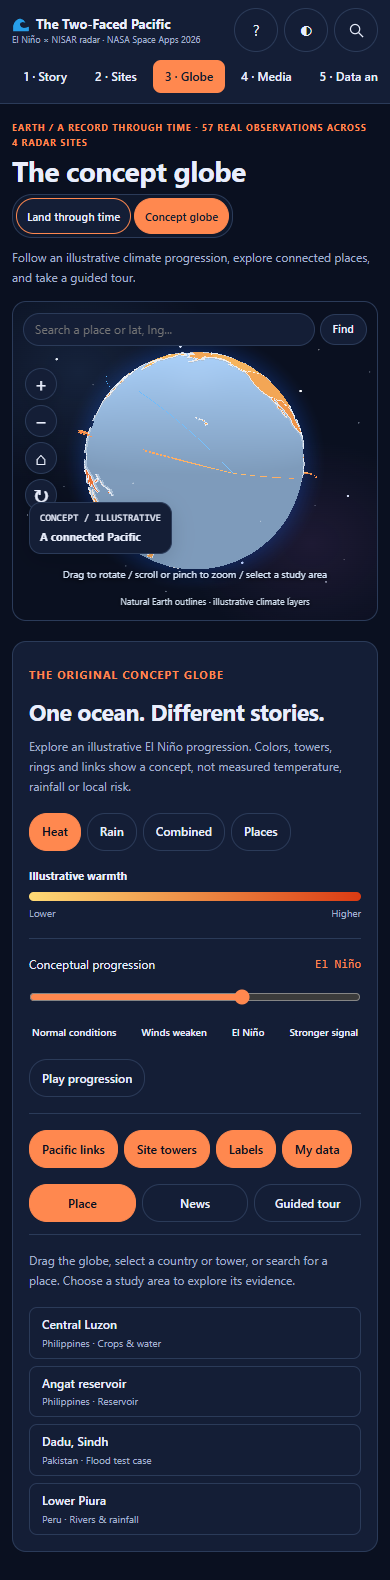 The Two-Faced Pacific
El Niño × NISAR radar · NASA Space Apps 2026
?
1 · Story
2 · Sites
3 · Globe
4 · Media
5 · Data an
EARTH / A RECORD THROUGH TIME · 57 REAL OBSERVATIONS ACROSS
4 RADAR SITES
The concept globe
Land through time
Concept globe
Follow an illustrative climate progression, explore connected places,
and take a guided tour.
Search a place or lat, lng...
Find
+
−
CONCEPT / ILLUSTRATIVE
A connected Pacific
Drag to rotate / scroll or pinch to zoom / select a study area
Natural Earth outlines · illustrative climate layers
THE ORIGINAL CONCEPT GLOBE
One ocean. Different stories.
Explore an illustrative El Niño progression. Colors, towers,
rings and links show a concept, not measured temperature,
rainfall or local risk.
Heat
Rain
Combined
Places
Illustrative warmth
Lower
Higher
Conceptual progression
El Niño
Normal conditions
Winds weaken
El Niño
Stronger signal
Play progression
Pacific links
Site towers
Labels
My data
Place
News
Guided tour
Drag the globe, select a country or tower, or search for a
place. Choose a study area to explore its evidence.
Central Luzon
Philippines · Crops & water
Angat reservoir
Philippines · Reservoir
Dadu, Sindh
Pakistan · Flood test case
Lower Piura
Peru · Rivers & rainfall